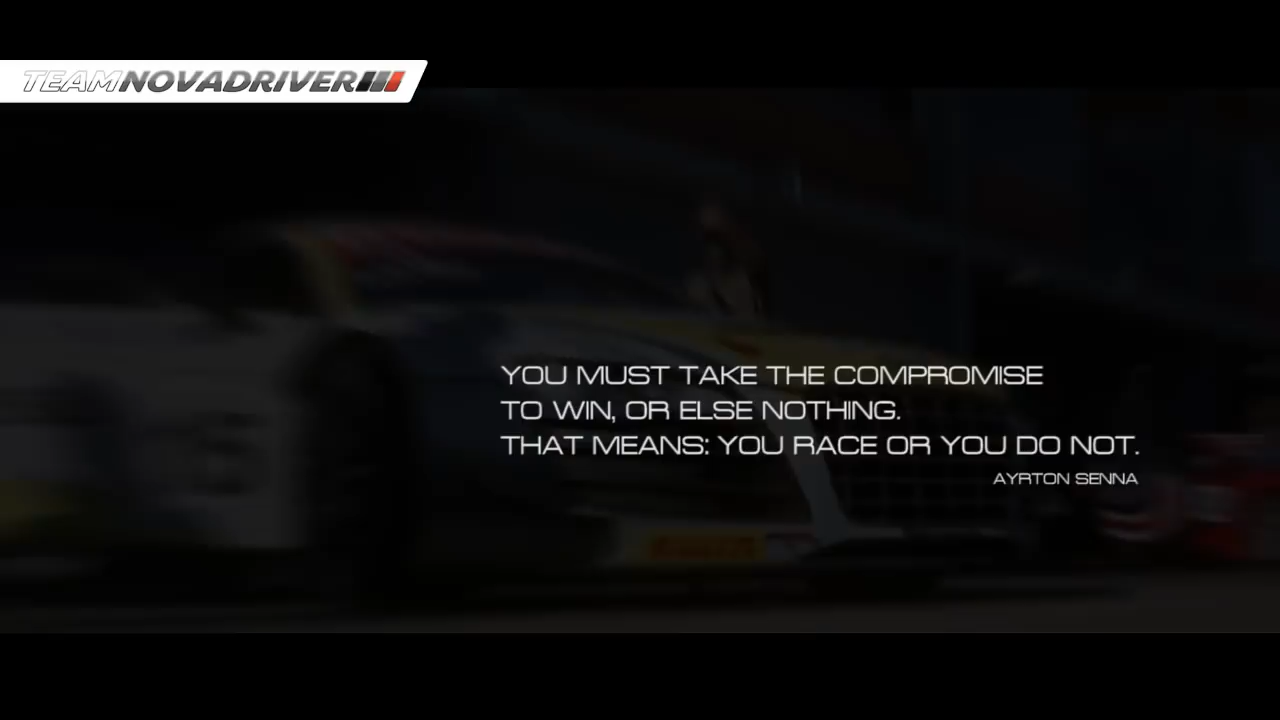 TEAMNOVADRIVER
YOU MUST TAKE THE COMPROMISE
TO WIN, OR ELSE NOTHING.
THAT MEANS: YOU RACE OR YOU DO NOT.
AYRTON SENNA